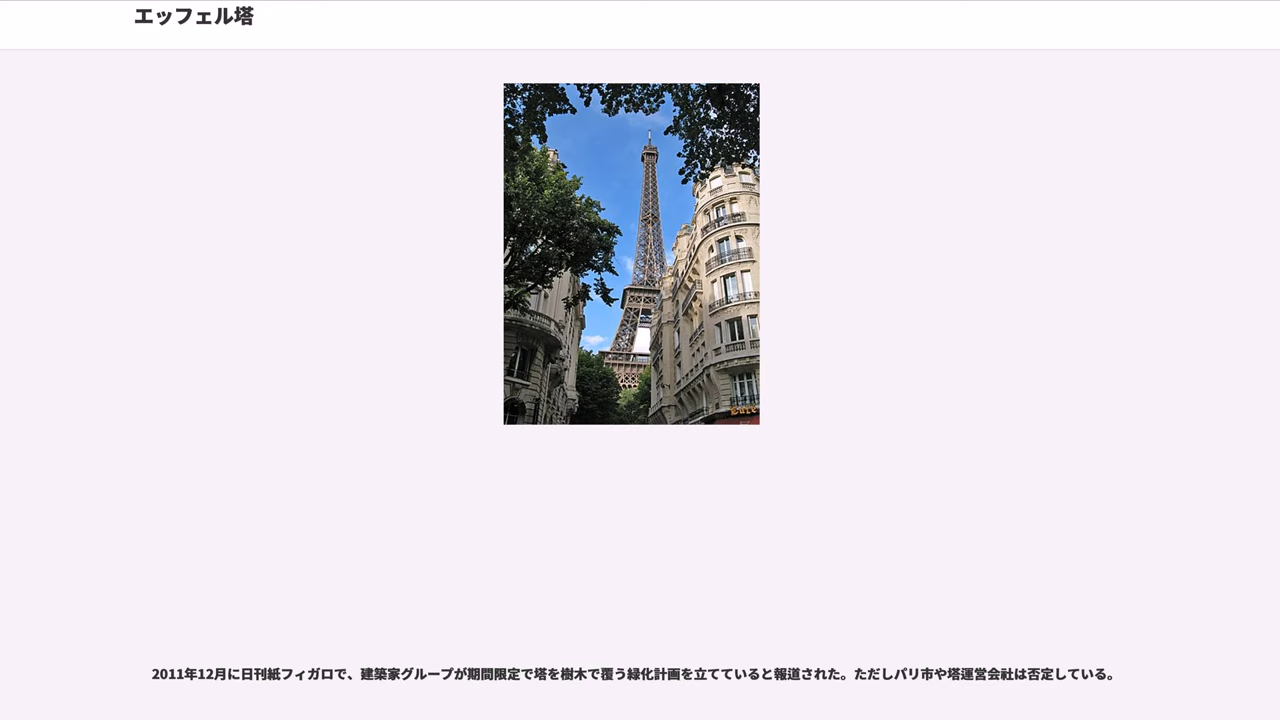 エッフェル塔
2011年12月に日刊紙フィガロで、建築家グループが期間限定で塔を樹木で覆う緑化計画を立てていると報道された。ただしパリ市や塔運営会社は否定している。